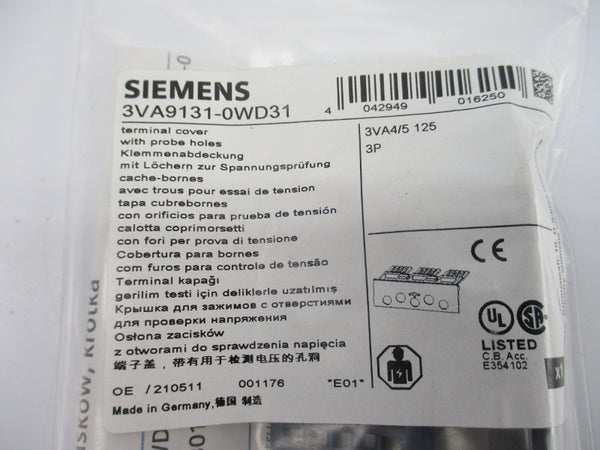 SIEMENS
3VA9131-0WD31
4 042949 016250
terminal cover
with probe holes
Klemmenabdeckung
mit Löchern zur Spannungsprüfung
cache-bornes
avec trous pour essai de tension
tapa cubrebornes
con orificios para prueba de tensión
calotta coprimorsetti
con fori per prova di tensione
Cobertura para bornes
com furos para controle de tensão
Terminal kapağı
gerilim testi için deliklerle uzatılmış
Крышка для зажимов с отверстиями
для проверки напряжения
Osłona zacisków
z otworami do sprawdzenia napięcia
端子盖，带有用于检测电压的孔洞
OE /210511 001176 "E01"
Made in Germany,德国 制造
3VA4/5 125
3P
CE
UL
SA
LISTED
C.B. Acc.
E354102
x1
krótka